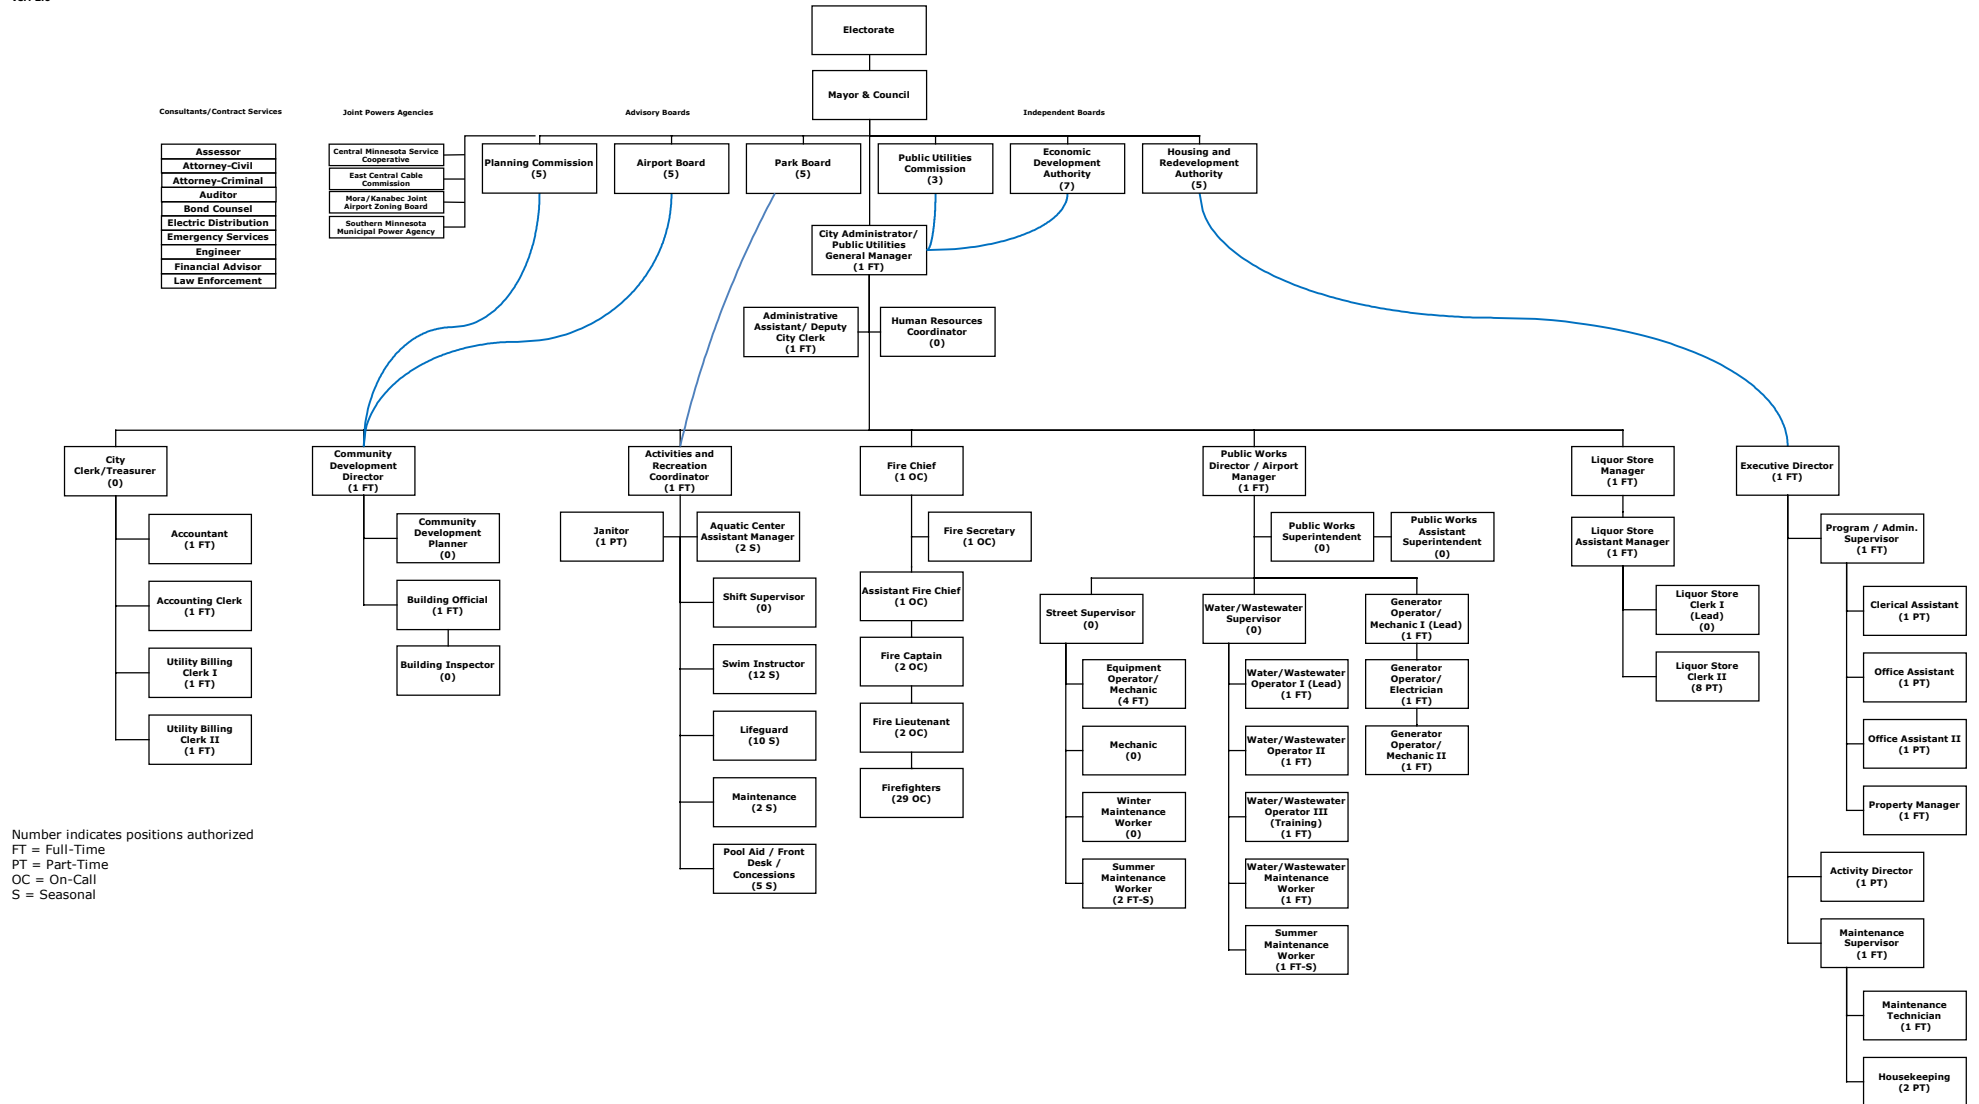 Electorate
Mayor & Council
Consultants/Contract Services
Joint Powers Agencies
Advisory Boards
Independent Boards
Assessor
Attorney-Civil
Attorney-Criminal
Auditor
Bond Counsel
Electric Distribution
Emergency Services
Engineer
Financial Advisor
Law Enforcement
Central Minnesota Service
Cooperative
East Central Cable
Commission
Mora/Kanabec Joint
Airport Zoning Board
Southern Minnesota
Municipal Power Agency
Planning Commission
(5)
Airport Board
(5)
Park Board
(5)
Public Utilities
Commission
(3)
Economic
Development
Authority
(7)
Housing and
Redevelopment
Authority
(5)
City Administrator/
Public Utilities
General Manager
(1 FT)
Administrative
Assistant/ Deputy
City Clerk
(1 FT)
Human Resources
Coordinator
(0)
City
Clerk/Treasurer
(0)
Accountant
(1 FT)
Accounting Clerk
(1 FT)
Utility Billing
Clerk I
(1 FT)
Utility Billing
Clerk II
(1 FT)
Community
Development
Director
(1 FT)
Community
Development
Planner
(0)
Building Official
(1 FT)
Building Inspector
(0)
Activities and
Recreation
Coordinator
(1 FT)
Janitor
(1 PT)
Aquatic Center
Assistant Manager
(2 S)
Shift Supervisor
(0)
Swim Instructor
(12 S)
Lifeguard
(10 S)
Maintenance
(2 S)
Pool Aid / Front
Desk /
Concessions
(5 S)
Fire Chief
(1 OC)
Fire Secretary
(1 OC)
Assistant Fire Chief
(1 OC)
Fire Captain
(2 OC)
Fire Lieutenant
(2 OC)
Firefighters
(29 OC)
Public Works
Director / Airport
Manager
(1 FT)
Public Works
Superintendent
(0)
Public Works
Assistant
Superintendent
(0)
Street Supervisor
(0)
Equipment
Operator/
Mechanic
(4 FT)
Mechanic
(0)
Winter
Maintenance
Worker
(0)
Summer
Maintenance
Worker
(2 FT-S)
Water/Wastewater
Supervisor
(0)
Water/Wastewater
Operator I (Lead)
(1 FT)
Water/Wastewater
Operator II
(1 FT)
Water/Wastewater
Operator III
(Training)
(1 FT)
Water/Wastewater
Maintenance
Worker
(1 FT)
Summer
Maintenance
Worker
(1 FT-S)
Generator
Operator/
Mechanic I (Lead)
(1 FT)
Generator
Operator/
Electrician
(1 FT)
Generator
Operator/
Mechanic II
(1 FT)
Liquor Store
Manager
(1 FT)
Liquor Store
Assistant Manager
(1 FT)
Liquor Store
Clerk I
(Lead)
(0)
Liquor Store
Clerk II
(8 PT)
Executive Director
(1 FT)
Program / Admin.
Supervisor
(1 FT)
Clerical Assistant
(1 PT)
Office Assistant
(1 PT)
Office Assistant II
(1 PT)
Property Manager
(1 FT)
Activity Director
(1 PT)
Maintenance
Supervisor
(1 FT)
Maintenance
Technician
(1 FT)
Housekeeping
(2 PT)
Number indicates positions authorized
FT = Full-Time
PT = Part-Time
OC = On-Call
S = Seasonal